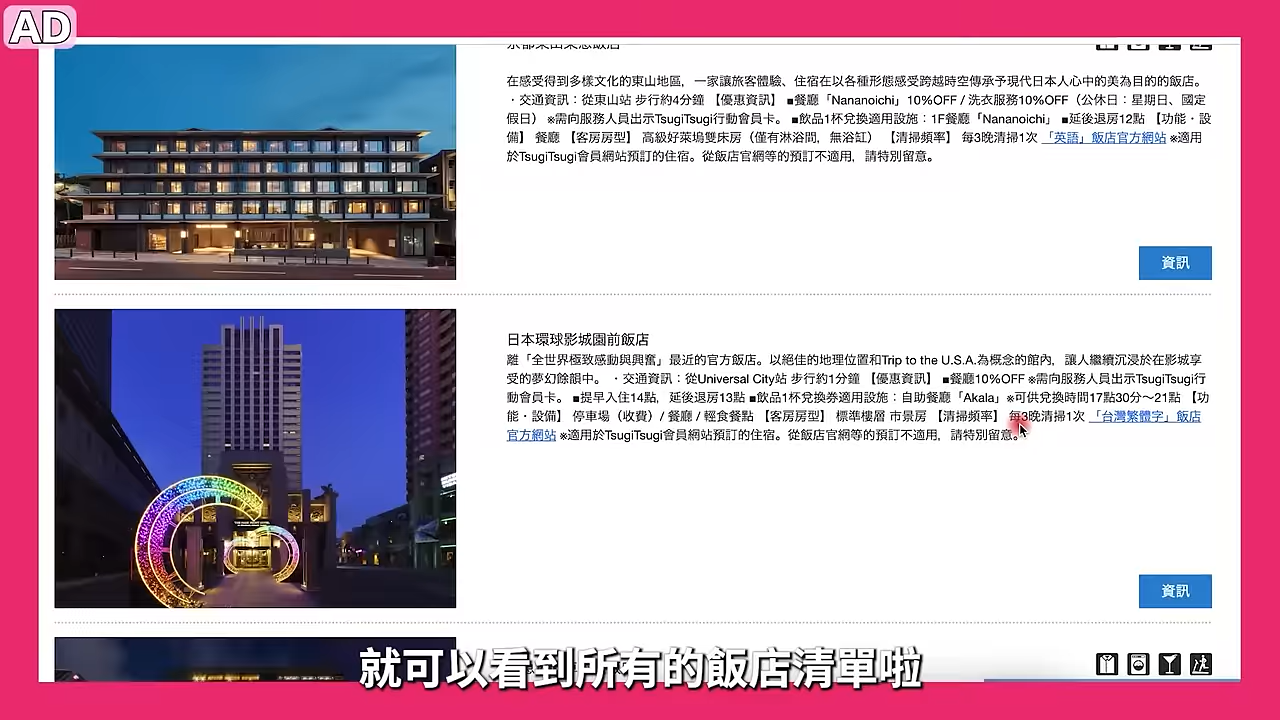 AD
京都東山東急飯店
在感受得到多樣文化的東山地區，一家讓旅客體驗、住宿在以各種形態感受跨越時空傳承予現代日本人心中的美為目的的飯店。
・交通資訊：從東山站 步行約4分鐘 【優惠資訊】 ■餐廳「Nananoichi」10%OFF / 洗衣服務10%OFF（公休日：星期日、國定
假日） ※需向服務人員出示TsugiTsugi行動會員卡。 ■飲品1杯兌換適用設施：1F餐廳「Nananoichi」 ■延後退房12點 【功能・設
備】 餐廳 【客房房型】 高級好萊塢雙床房（僅有淋浴間，無浴缸） 【清掃頻率】 每3晚清掃1次 「英語」飯店官方網站 ※適用
於TsugiTsugi會員網站預訂的住宿。從飯店官網等的預訂不適用，請特別留意。
資訊
日本環球影城園前飯店
離「全世界極致感動與興奮」最近的官方飯店。以絕佳的地理位置和Trip to the U.S.A.為概念的館內，讓人繼續沉浸於在影城享
受的夢幻餘韻中。 ・交通資訊：從Universal City站 步行約1分鐘 【優惠資訊】 ■餐廳10%OFF ※需向服務人員出示TsugiTsugi行
動會員卡。 ■提早入住14點，延後退房13點 ■飲品1杯兌換券適用設施：自助餐廳「Akala」※可供兌換時間17點30分～21點 【功
能・設備】 停車場（收費）/ 餐廳 / 輕食餐點 【客房房型】 標準樓層 市景房 【清掃頻率】 每3晚清掃1次 「台灣繁體字」飯店
官方網站 ※適用於TsugiTsugi會員網站預訂的住宿。從飯店官網等的預訂不適用，請特別留意。
資訊
就可以看到所有的飯店清單啦